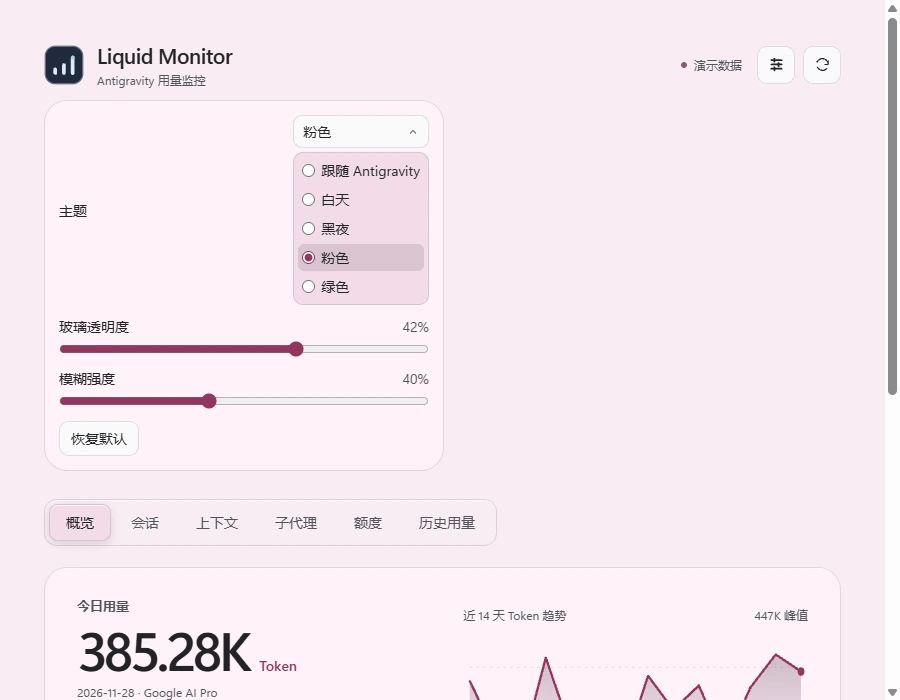 Liquid Monitor
Antigravity 用量监控
演示数据
粉色
跟随 Antigravity
白天
黑夜
粉色
绿色
主题
玻璃透明度 42%
模糊强度 40%
恢复默认
概览 会话 上下文 子代理 额度 历史用量
今日用量
385.28K Token
2026-11-28 · Google AI Pro
近 14 天 Token 趋势 447K 峰值